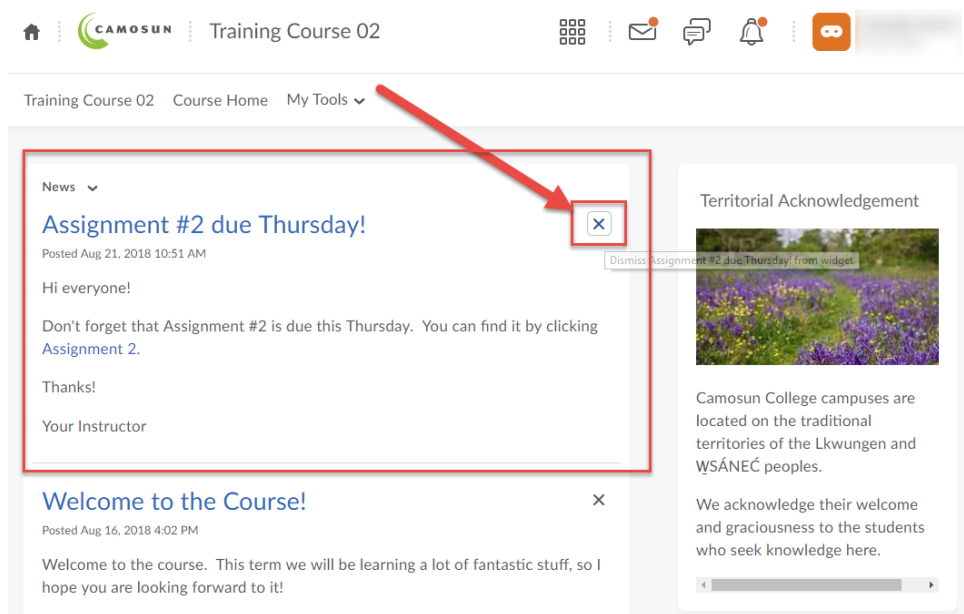 CAMOSUN
Training Course 02
Training Course 02 Course Home My Tools
News
Assignment #2 due Thursday!
Posted Aug 21, 2018 10:51 AM
Dismiss Assignment #2 due Thursday! from widget
Hi everyone!
Don't forget that Assignment #2 is due this Thursday. You can find it by clicking
Assignment 2.
Thanks!
Your Instructor
Welcome to the Course!
Posted Aug 16, 2018 4:02 PM
Welcome to the course. This term we will be learning a lot of fantastic stuff, so I
hope you are looking forward to it!
Territorial Acknowledgement
Camosun College campuses are
located on the traditional
territories of the Lkwungen and
W̱SÁNEĆ peoples.
We acknowledge their welcome
and graciousness to the students
who seek knowledge here.